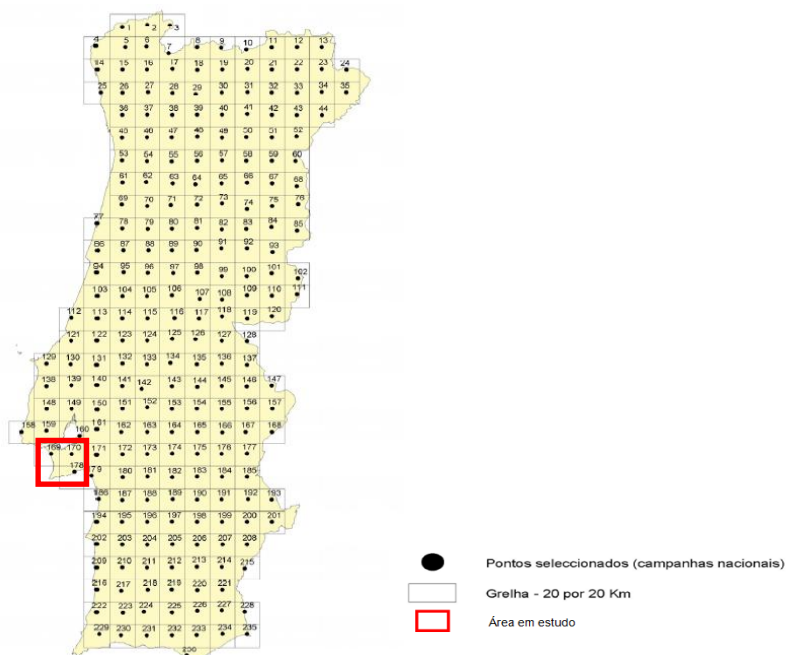 1 2 3
4 5 6 7 8 9 10 11 12 13
14 15 16 17 18 19 20 21 22 23 24
25 26 27 28 29 30 31 32 33 34 35
36 37 38 39 40 41 42 43 44
45 46 47 48 49 50 51 52
53 54 55 56 57 58 59 60
61 62 63 64 65 66 67 68
69 70 71 72 73 74 75 76
77 78 79 80 81 82 83 84 85
86 87 88 89 90 91 92 93
94 95 96 97 98 99 100 101 102
103 104 105 106 107 108 109 110 111
112 113 114 115 116 117 118 119 120
121 122 123 124 125 126 127 128
129 130 131 132 133 134 135 136 137
138 139 140 141 142 143 144 145 146 147
148 149 150 151 152 153 154 155 156 157
158 159 160 161 162 163 164 165 166 167 168
169 170 171 172 173 174 175 176 177
178 179 180 181 182 183 184 185
186 187 188 189 190 191 192 193
194 195 196 197 198 199 200 201
202 203 204 205 206 207 208
209 210 211 212 213 214 215
216 217 218 219 220 221
222 223 224 225 226 227 228
229 230 231 232 233 234 235
Pontos seleccionados (campanhas nacionais)
Grelha - 20 por 20 Km
Área em estudo